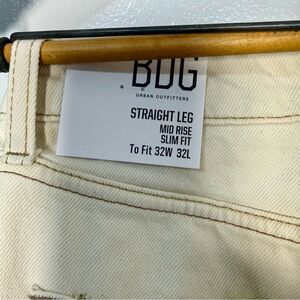 BDG
URBAN OUTFITTERS
STRAIGHT LEG
MID RISE
SLIM FIT
To Fit 32W 32L